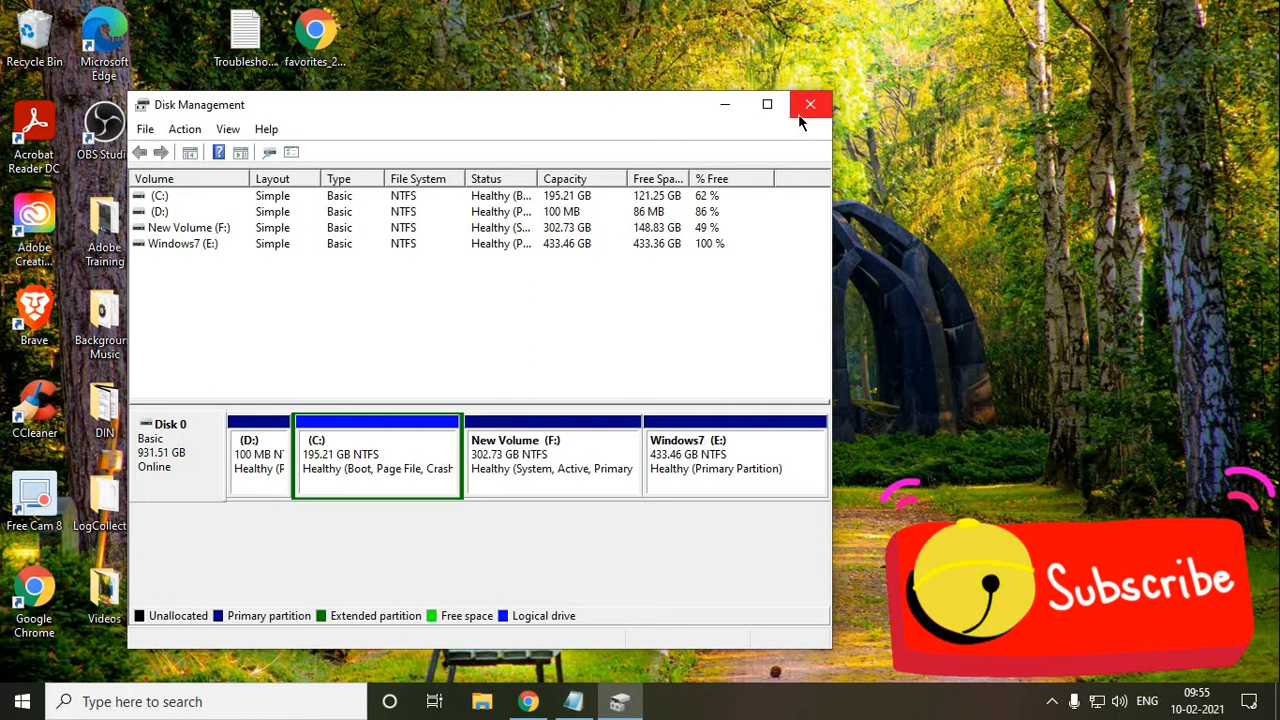 Recycle Bin
Microsoft
Edge
Troublesho...
favorites_2...
Acrobat
Reader DC
OBS Studi
Adobe
Creati...
Adobe
Training
Brave
Backgroun
Music
CCleaner
DIN
Free Cam 8
LogCollect
Google
Chrome
Videos
Disk Management
File Action View Help
Volume Layout Type File System Status Capacity Free Spa... % Free
(C:) Simple Basic NTFS Healthy (B... 195.21 GB 121.25 GB 62 %
(D:) Simple Basic NTFS Healthy (P... 100 MB 86 MB 86 %
New Volume (F:) Simple Basic NTFS Healthy (S... 302.73 GB 148.83 GB 49 %
Windows7 (E:) Simple Basic NTFS Healthy (P... 433.46 GB 433.36 GB 100 %
Disk 0
Basic
931.51 GB
Online
(D:)
100 MB NT
Healthy (P
(C:)
195.21 GB NTFS
Healthy (Boot, Page File, Crash
New Volume (F:)
302.73 GB NTFS
Healthy (System, Active, Primary
Windows7 (E:)
433.46 GB NTFS
Healthy (Primary Partition)
Unallocated Primary partition Extended partition Free space Logical drive
Subscribe
Type here to search
ENG
09:55
10-02-2021